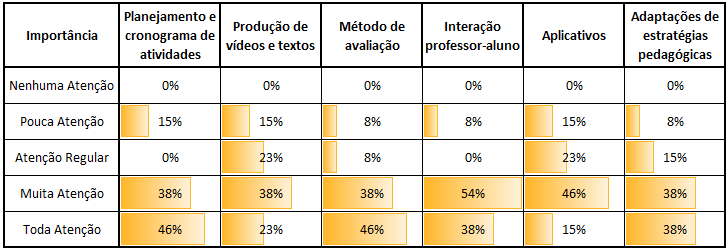 Importância | Planejamento e cronograma de atividades | Produção de vídeos e textos | Método de avaliação | Interação professor-aluno | Aplicativos | Adaptações de estratégias pedagógicas
Nenhuma Atenção 0% 0% 0% 0% 0% 0%
Pouca Atenção 15% 15% 8% 8% 15% 8%
Atenção Regular 0% 23% 8% 0% 23% 15%
Muita Atenção 38% 38% 38% 54% 46% 38%
Toda Atenção 46% 23% 46% 38% 15% 38%